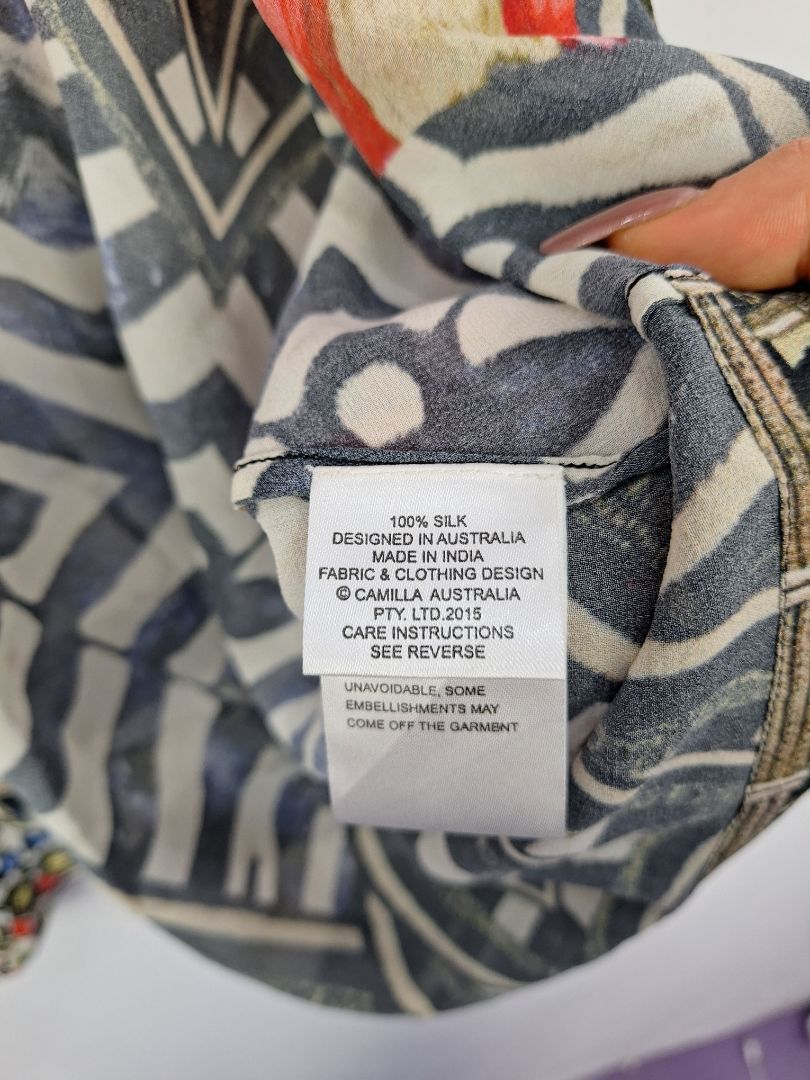 100% SILK
DESIGNED IN AUSTRALIA
MADE IN INDIA
FABRIC & CLOTHING DESIGN
© CAMILLA AUSTRALIA
PTY. LTD.2015
CARE INSTRUCTIONS
SEE REVERSE
UNAVOIDABLE, SOME
EMBELLISHMENTS MAY
COME OFF THE GARMENT